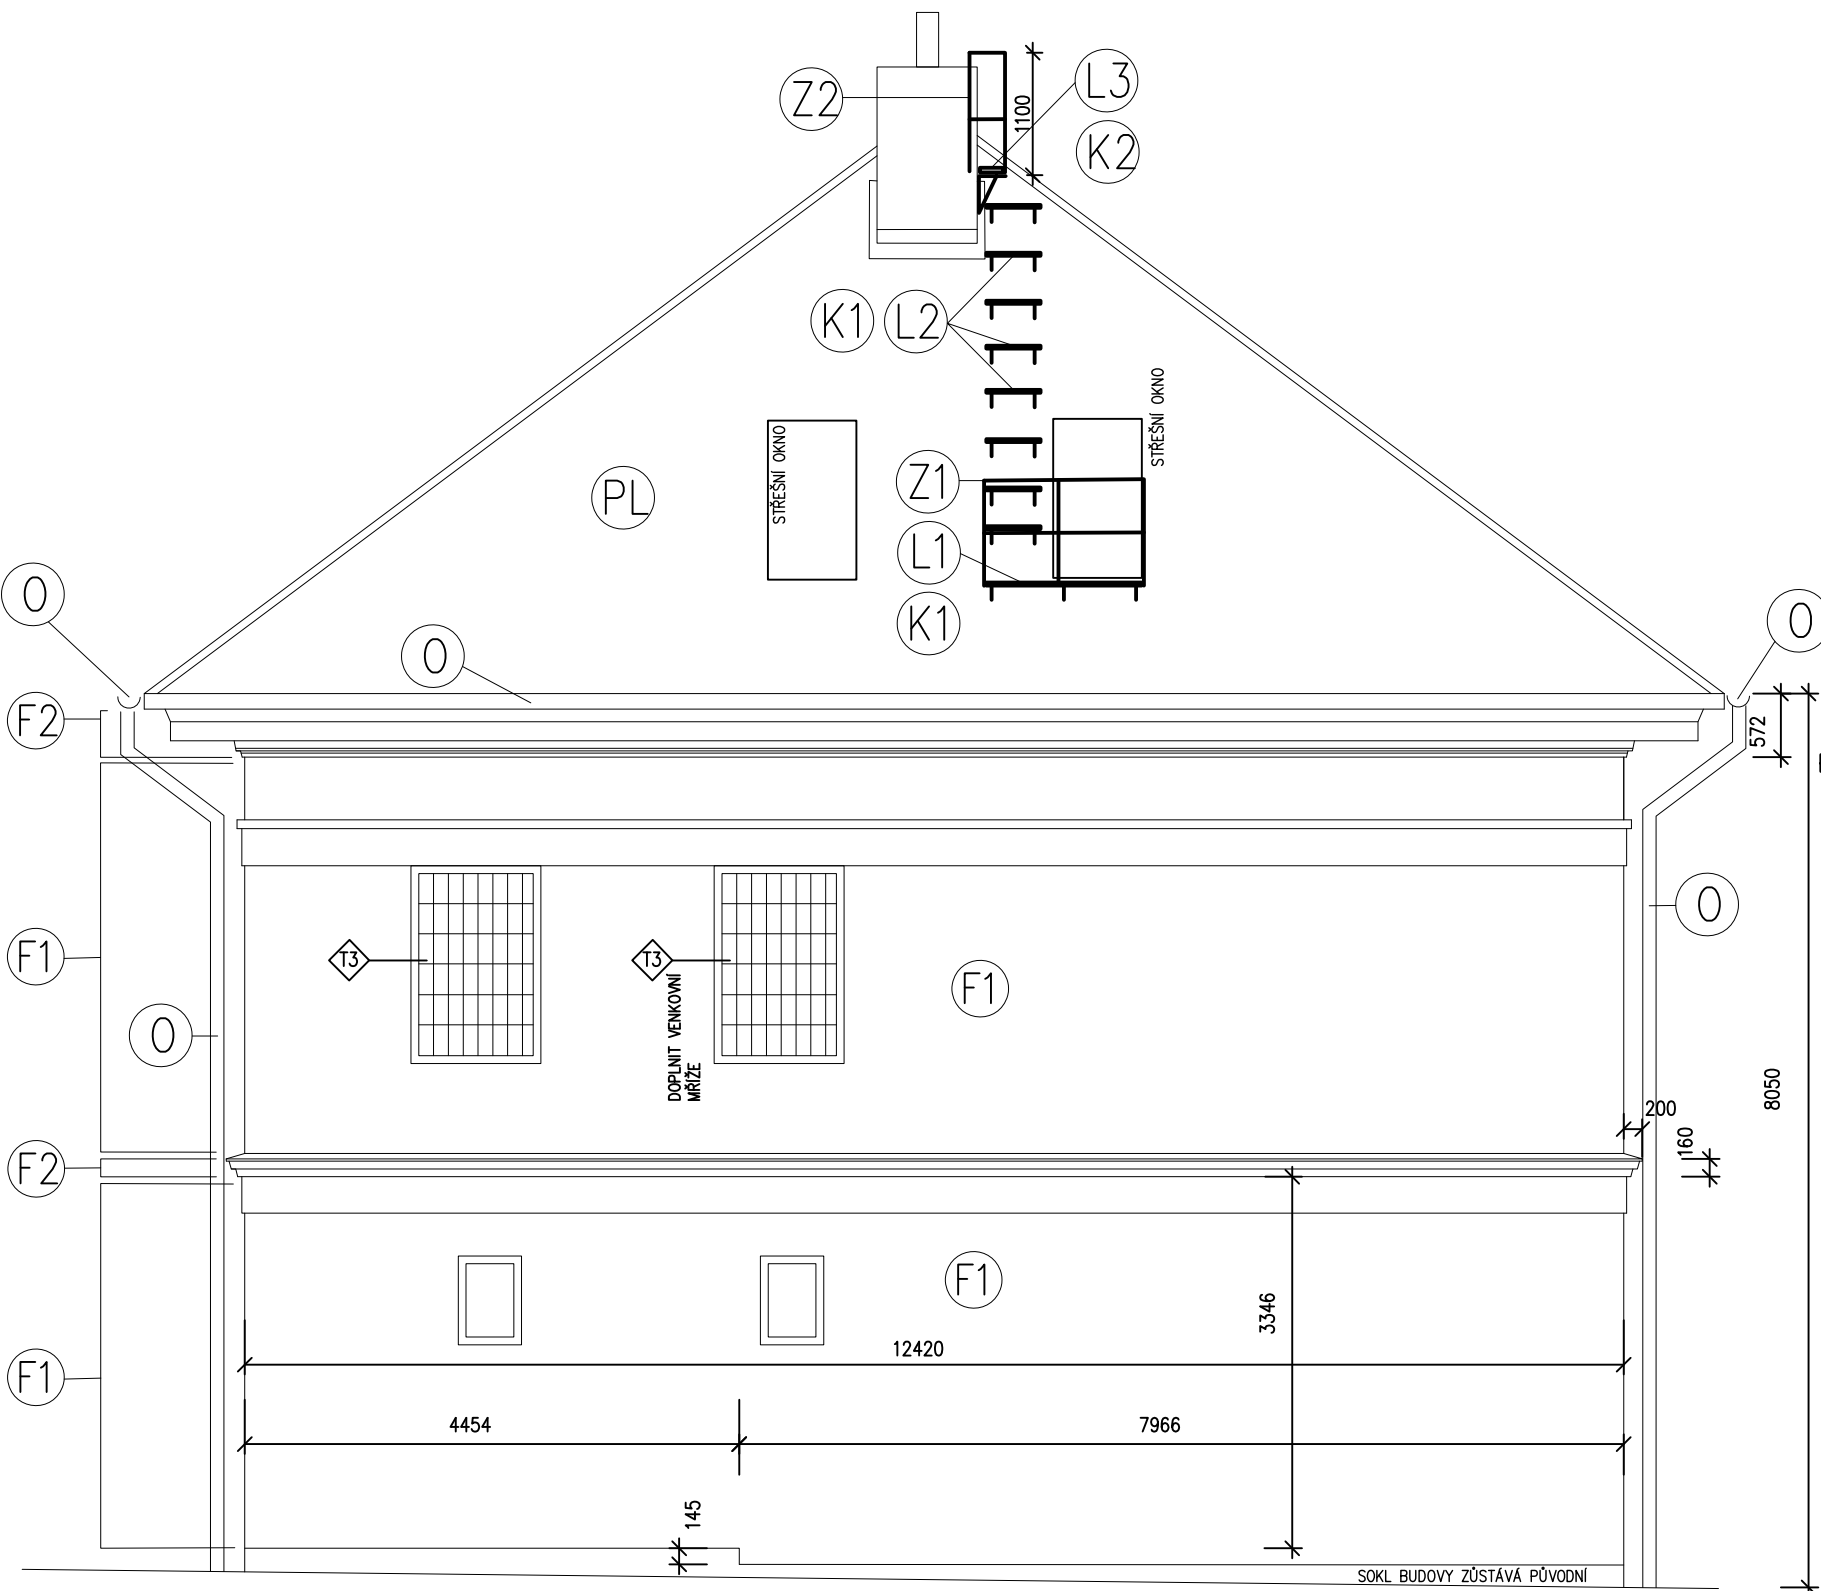 Z2
L3
1100
K2
K1
L2
STŘEŠNÍ OKNO
STŘEŠNÍ OKNO
Z1
PL
L1
K1
O
O
O
F2
572
F1
T3
T3
DOPLNIT VENKOVNÍ
MŘÍŽE
F1
O
O
8050
200
160
F2
F1
3346
12420
F1
4454
7966
145
SOKL BUDOVY ZŮSTÁVÁ PŮVODNÍ